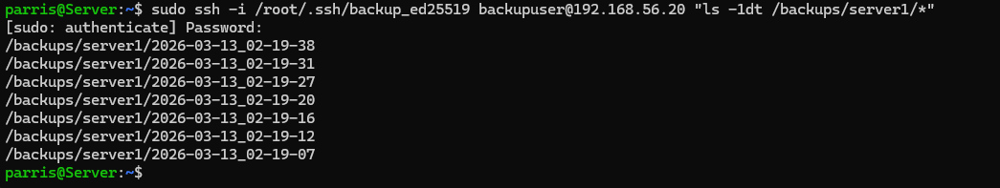 parris@Server:~$ sudo ssh -i /root/.ssh/backup_ed25519 backupuser@192.168.56.20 "ls -1dt /backups/server1/*"
[sudo: authenticate] Password:
/backups/server1/2026-03-13_02-19-38
/backups/server1/2026-03-13_02-19-31
/backups/server1/2026-03-13_02-19-27
/backups/server1/2026-03-13_02-19-20
/backups/server1/2026-03-13_02-19-16
/backups/server1/2026-03-13_02-19-12
/backups/server1/2026-03-13_02-19-07
parris@Server:~$